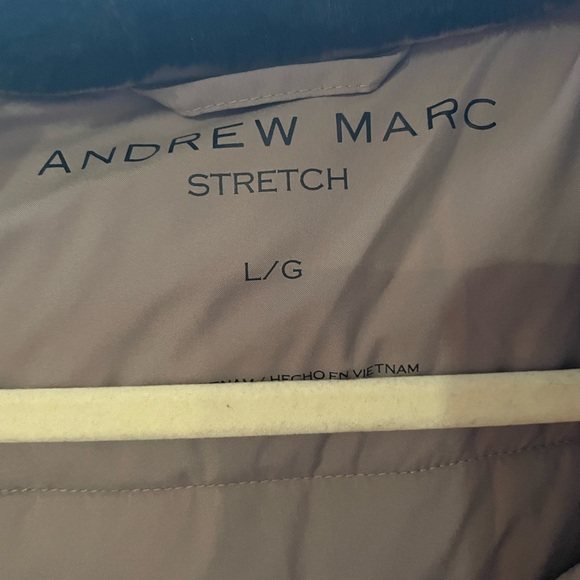 ANDREW MARC
STRETCH
L/G
/ HECHO EN VIETNAM